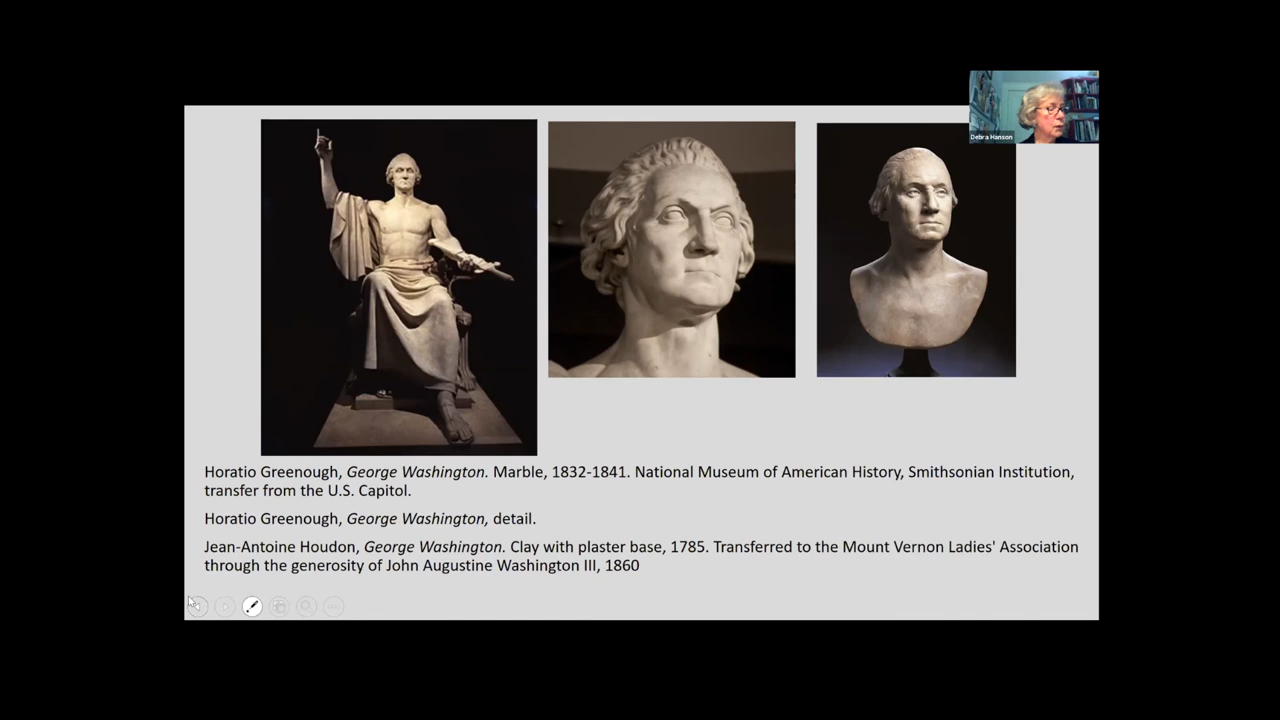 Debra Hanson
Horatio Greenough, George Washington. Marble, 1832-1841. National Museum of American History, Smithsonian Institution,
transfer from the U.S. Capitol.
Horatio Greenough, George Washington, detail.
Jean-Antoine Houdon, George Washington. Clay with plaster base, 1785. Transferred to the Mount Vernon Ladies' Association
through the generosity of John Augustine Washington III, 1860